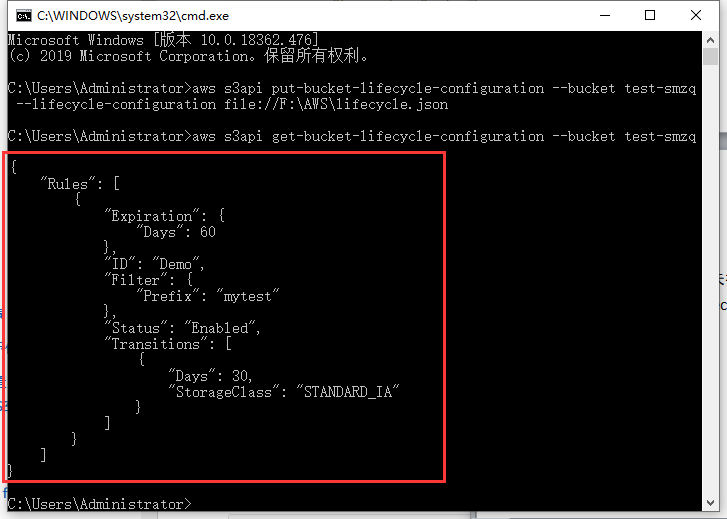 C:\WINDOWS\system32\cmd.exe
Microsoft Windows [版本 10.0.18362.476]
(c) 2019 Microsoft Corporation。保留所有权利。
C:\Users\Administrator>aws s3api put-bucket-lifecycle-configuration --bucket test-smzq
--lifecycle-configuration file://F:\AWS\lifecycle.json
C:\Users\Administrator>aws s3api get-bucket-lifecycle-configuration --bucket test-smzq
{
    "Rules": [
        {
            "Expiration": {
                "Days": 60
            },
            "ID": "Demo",
            "Filter": {
                "Prefix": "mytest"
            },
            "Status": "Enabled",
            "Transitions": [
                {
                    "Days": 30,
                    "StorageClass": "STANDARD_IA"
                }
            ]
        }
    ]
}
C:\Users\Administrator>